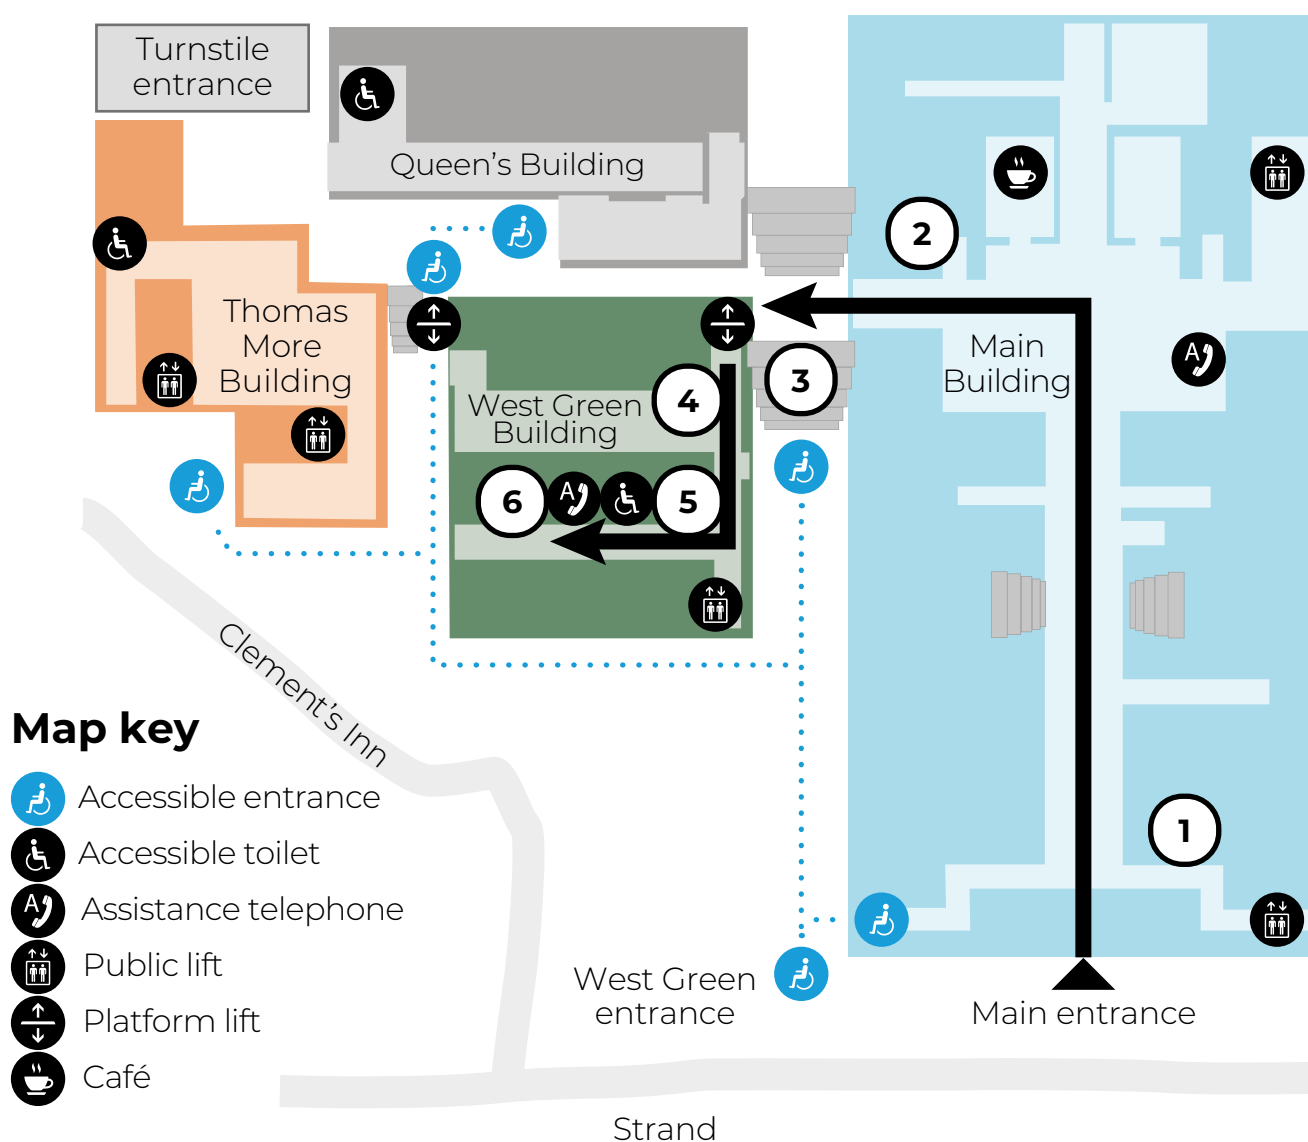 Turnstile
entrance
Queen's Building
2
Thomas
More
Building
Main
Building
A
3
4
West Green
Building
6
A
5
Clement's Inn
1
Map key
Accessible entrance
Accessible toilet
A
Assistance telephone
Public lift
Platform lift
Café
West Green
entrance
Main entrance
Strand